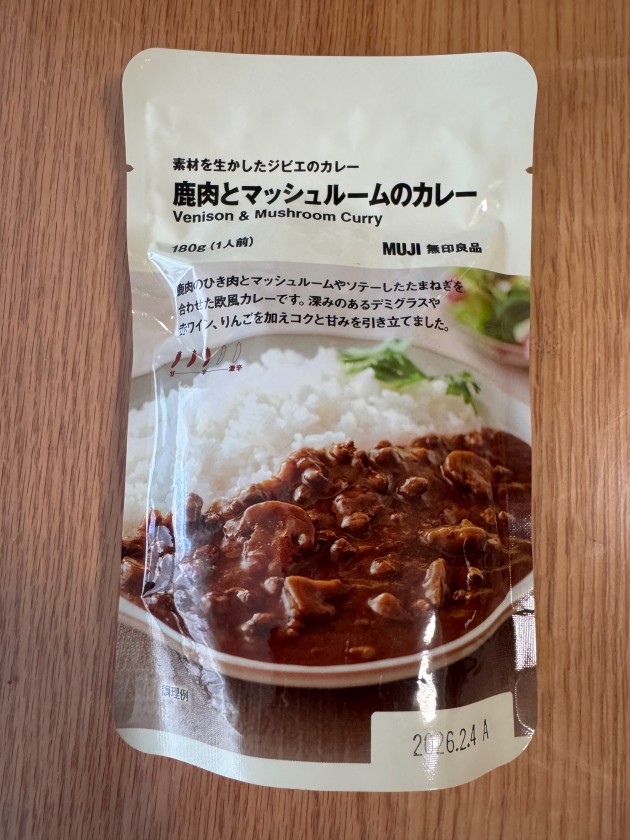 素材を生かしたジビエのカレー
鹿肉とマッシュルームのカレー
Venison & Mushroom Curry
180g（1人前）
MUJI 無印良品
鹿肉のひき肉とマッシュルームやソテーしたたまねぎを
合わせた欧風カレーです。深みのあるデミグラスや
赤ワイン、りんごを加えコクと甘みを引き立てました。
甘 辛 激辛
調理例
2026.2.4 A